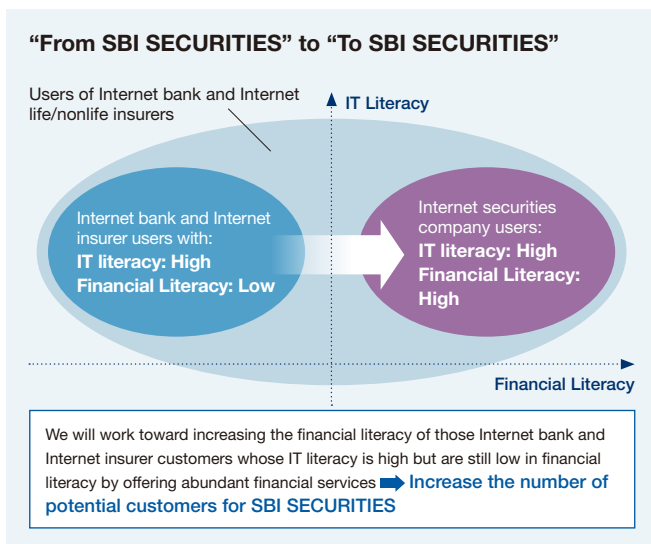 “From SBI SECURITIES” to “To SBI SECURITIES”
Users of Internet bank and Internet
life/nonlife insurers
IT Literacy
Internet bank and Internet
insurer users with:
IT literacy: High
Financial Literacy: Low
Internet securities
company users:
IT literacy: High
Financial Literacy:
High
Financial Literacy
We will work toward increasing the financial literacy of those Internet bank and
Internet insurer customers whose IT literacy is high but are still low in financial
literacy by offering abundant financial services Increase the number of
potential customers for SBI SECURITIES